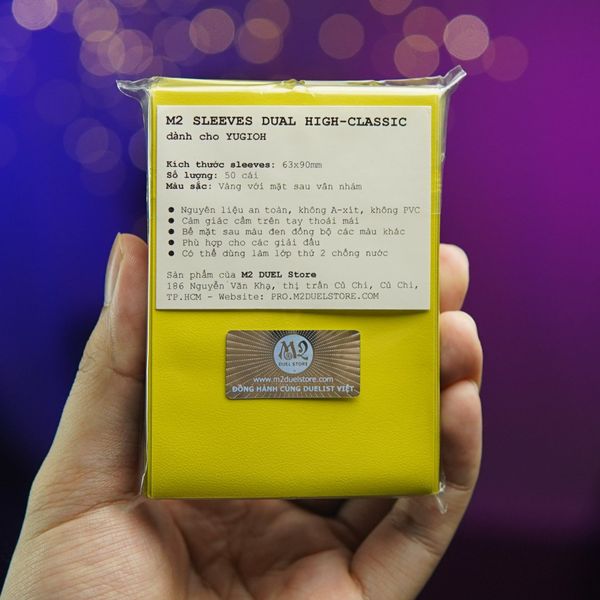 M2 SLEEVES DUAL HIGH-CLASSIC
dành cho YUGIOH
Kích thước sleeves: 63x90mm
Số lượng: 50 cái
Màu sắc: Vàng với mặt sau vân nhám
● Nguyên liệu an toàn, không A-xít, không PVC
● Cảm giác cầm trên tay thoải mái
● Bề mặt sau màu đen đồng bộ các màu khác
● Phù hợp cho các giải đấu
● Có thể dùng làm lớp thứ 2 chống nước
Sản phẩm của M2 DUEL Store
186 Nguyễn Văn Khạ, thị trấn Củ Chi, Củ Chi,
TP.HCM - Website: PRO.M2DUELSTORE.COM
M2
DUEL STORE
www.m2duelstore.com
ĐỒNG HÀNH CÙNG DUELIST VIỆT